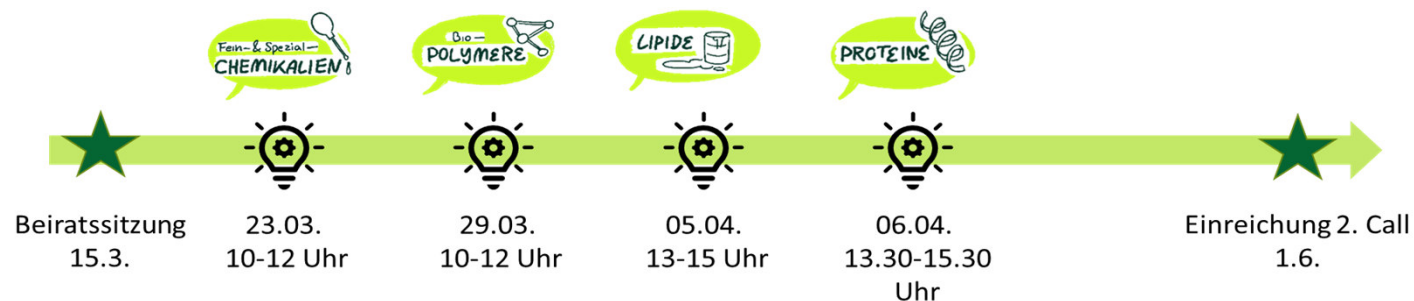 Fein- & Spezial-
CHEMIKALIEN
Bio-
POLYMERE
LIPIDE
PROTEINE
Beiratssitzung
15.3.
23.03.
10-12 Uhr
29.03.
10-12 Uhr
05.04.
13-15 Uhr
06.04.
13.30-15.30
Uhr
Einreichung 2. Call
1.6.